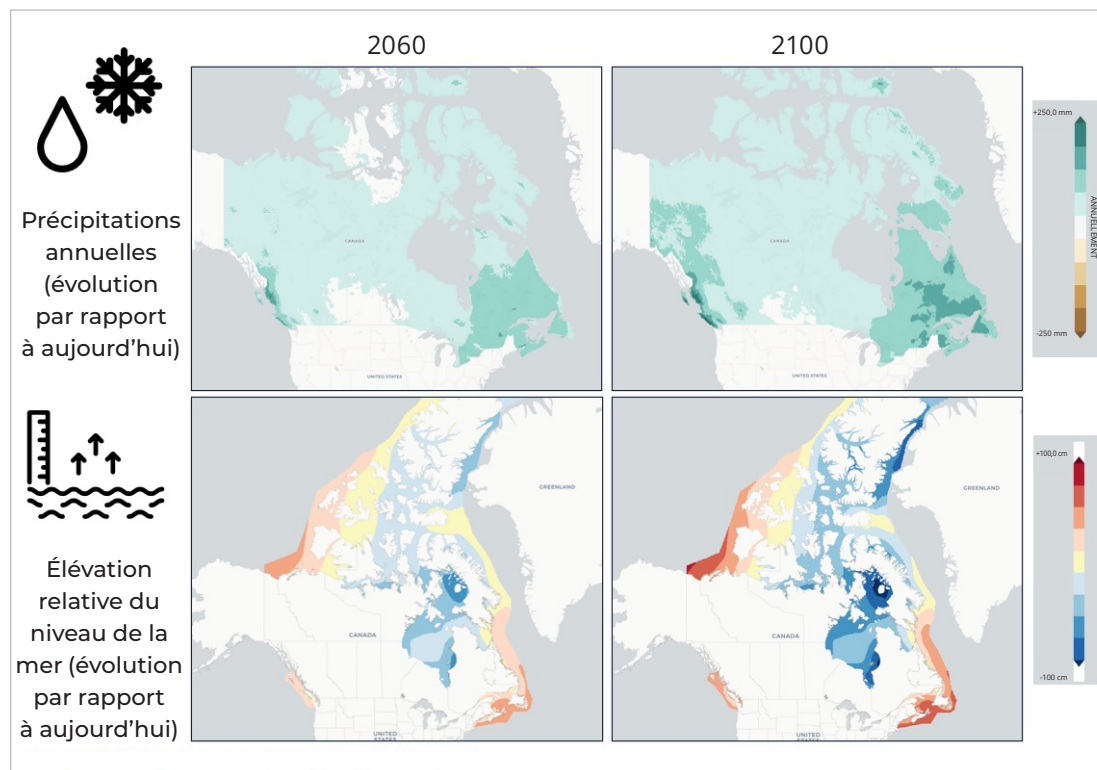 2060
2100
Précipitations
annuelles
(évolution
par rapport
à aujourd’hui)
CANADA
UNITED STATES
CANADA
UNITED STATES
+250,0 mm
ANNUELLEMENT
-250 mm
Élévation
relative du
niveau de la
mer (évolution
par rapport
à aujourd’hui)
GREENLAND
CANADA
UNITED
STATES
GREENLAND
CANADA
UNITED
STATES
+100,0 cm
-100 cm